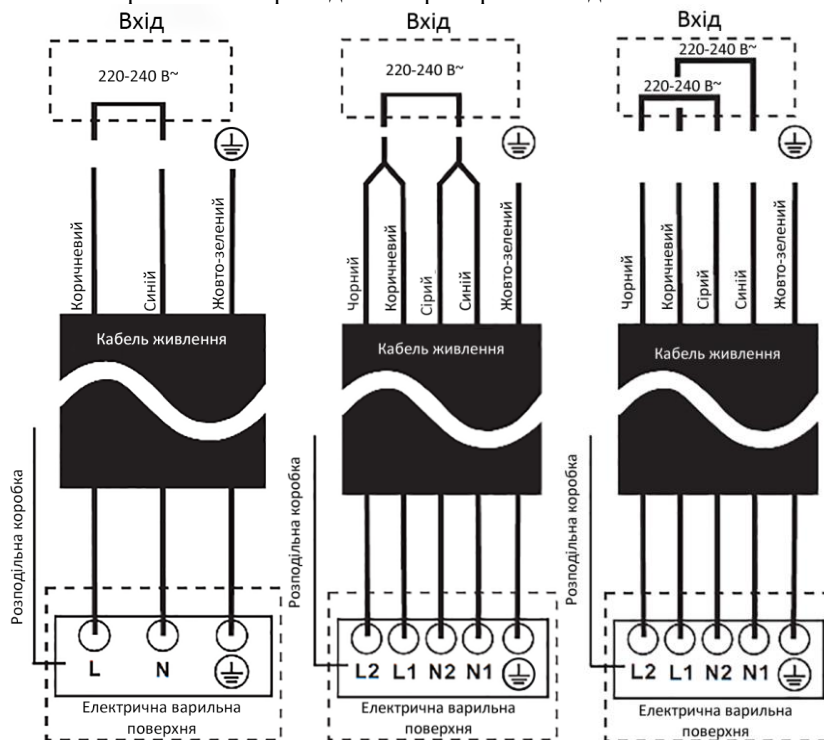 Вхід
220-240 В~
Коричневий
Синій
Жовто-зелений
Кабель живлення
Розподільна коробка
L
N
Електрична варильна
поверхня
Вхід
220-240 В~
Чорний
Коричневий
Сірий
Синій
Жовто-зелений
Кабель живлення
Розподільна коробка
L2
L1
N2
N1
Електрична варильна
поверхня
Вхід
220-240 В~
220-240 В~
Чорний
Коричневий
Сірий
Синій
Жовто-зелений
Кабель живлення
Розподільна коробка
L2
L1
N2
N1
Електрична варильна
поверхня